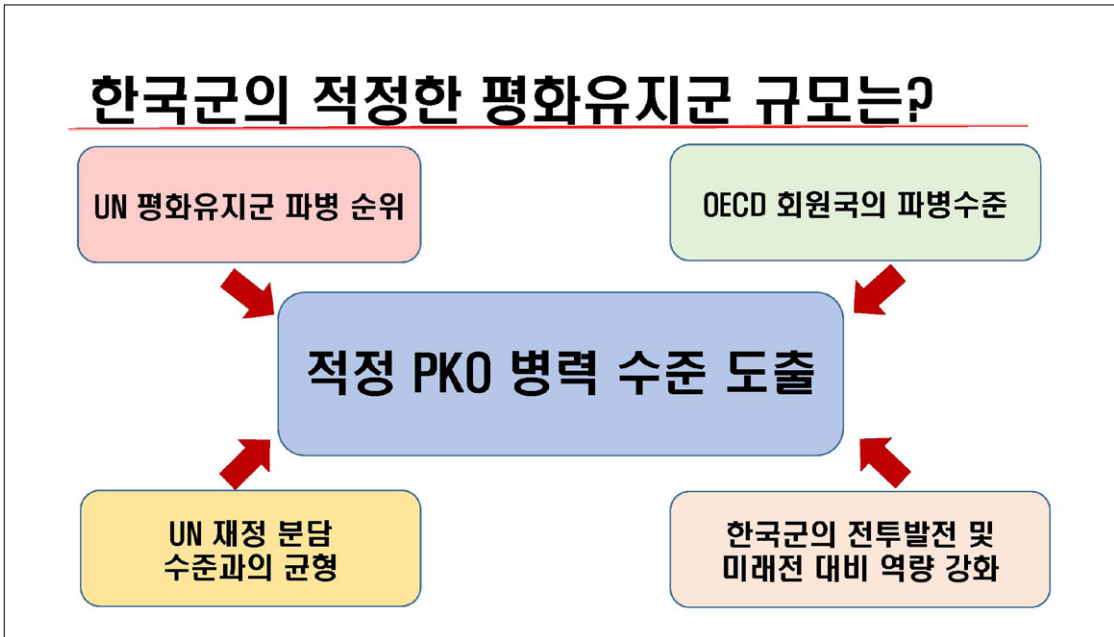 한국군의 적정한 평화유지군 규모는?
UN 평화유지군 파병 순위
OECD 회원국의 파병수준
적정 PKO 병력 수준 도출
UN 재정 분담
수준과의 균형
한국군의 전투발전 및
미래전 대비 역량 강화